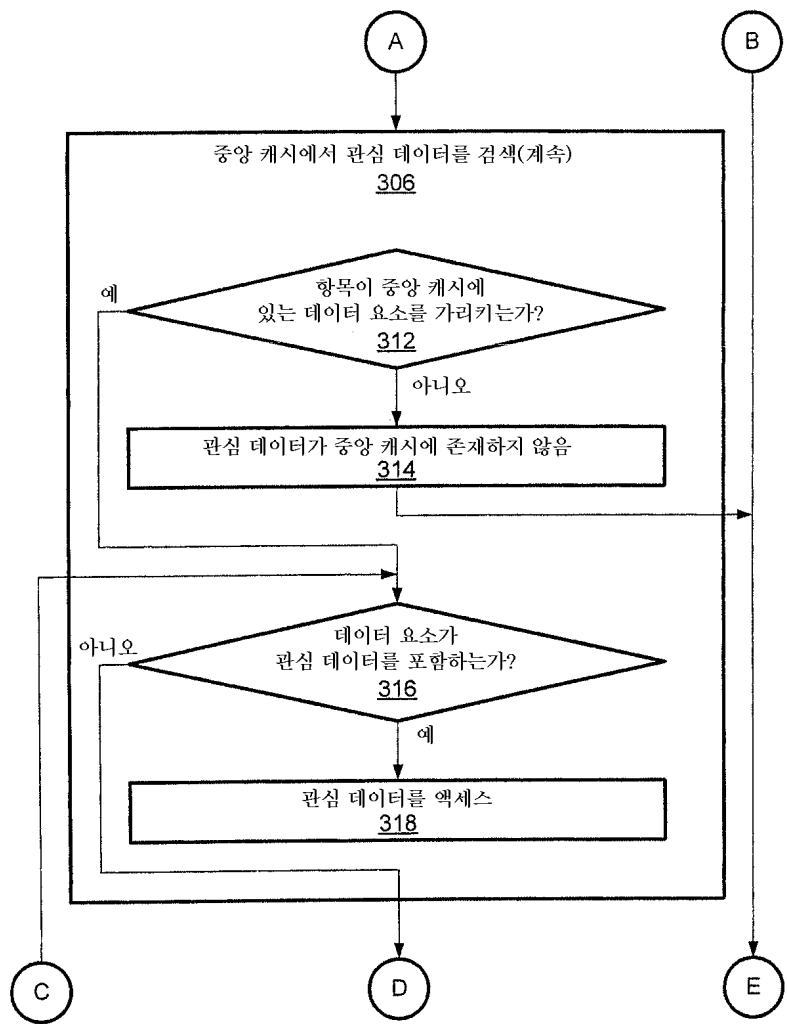 A
B
중앙 캐시에서 관심 데이터를 검색(계속)
306
예
항목이 중앙 캐시에
있는 데이터 요소를 가리키는가?
312
아니오
관심 데이터가 중앙 캐시에 존재하지 않음
314
아니오
데이터 요소가
관심 데이터를 포함하는가?
316
예
관심 데이터를 액세스
318
C
D
E